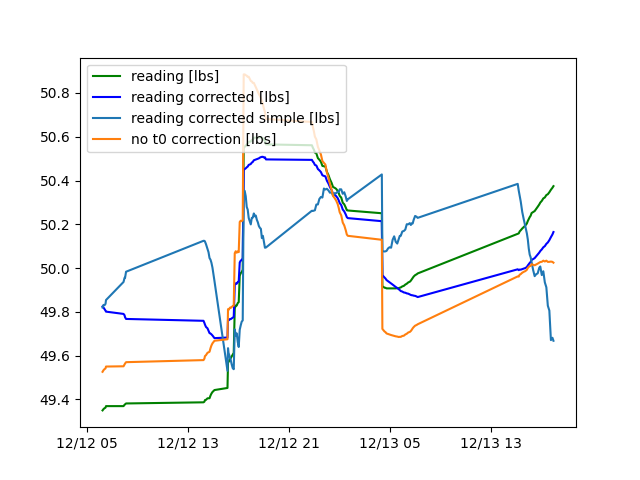 reading [lbs]
reading corrected [lbs]
reading corrected simple [lbs]
no t0 correction [lbs]
50.8
50.6
50.4
50.2
50.0
49.8
49.6
49.4
12/12 05 12/12 13 12/12 21 12/13 05 12/13 13